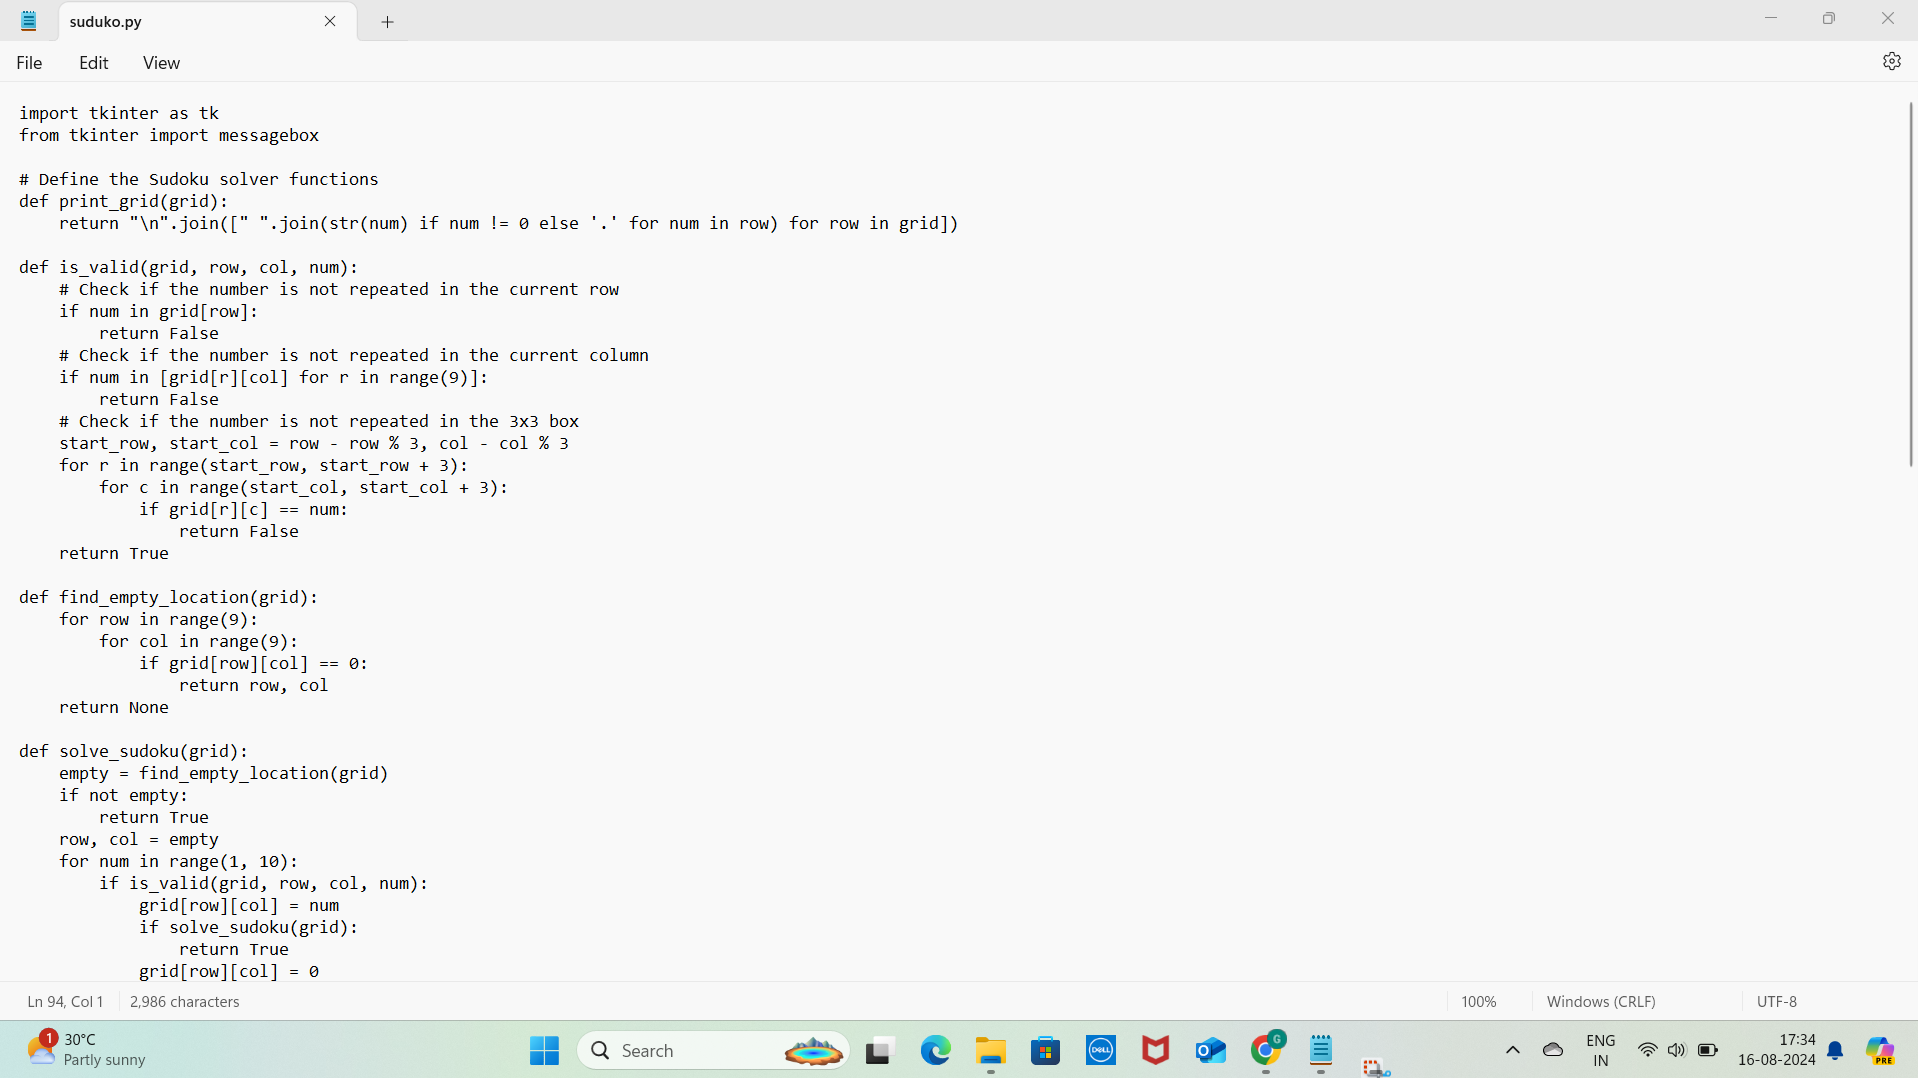 suduko.py
File Edit View
import tkinter as tk
from tkinter import messagebox

# Define the Sudoku solver functions
def print_grid(grid):
    return "\n".join([" ".join(str(num) if num != 0 else '.' for num in row) for row in grid])

def is_valid(grid, row, col, num):
    # Check if the number is not repeated in the current row
    if num in grid[row]:
        return False
    # Check if the number is not repeated in the current column
    if num in [grid[r][col] for r in range(9)]:
        return False
    # Check if the number is not repeated in the 3x3 box
    start_row, start_col = row - row % 3, col - col % 3
    for r in range(start_row, start_row + 3):
        for c in range(start_col, start_col + 3):
            if grid[r][c] == num:
                return False
    return True

def find_empty_location(grid):
    for row in range(9):
        for col in range(9):
            if grid[row][col] == 0:
                return row, col
    return None

def solve_sudoku(grid):
    empty = find_empty_location(grid)
    if not empty:
        return True
    row, col = empty
    for num in range(1, 10):
        if is_valid(grid, row, col, num):
            grid[row][col] = num
            if solve_sudoku(grid):
                return True
            grid[row][col] = 0
Ln 94, Col 1 2,986 characters 100% Windows (CRLF) UTF-8
1 30°C
Partly sunny
Search
DELL
G
ENG
IN
17:34
16-08-2024
PRE